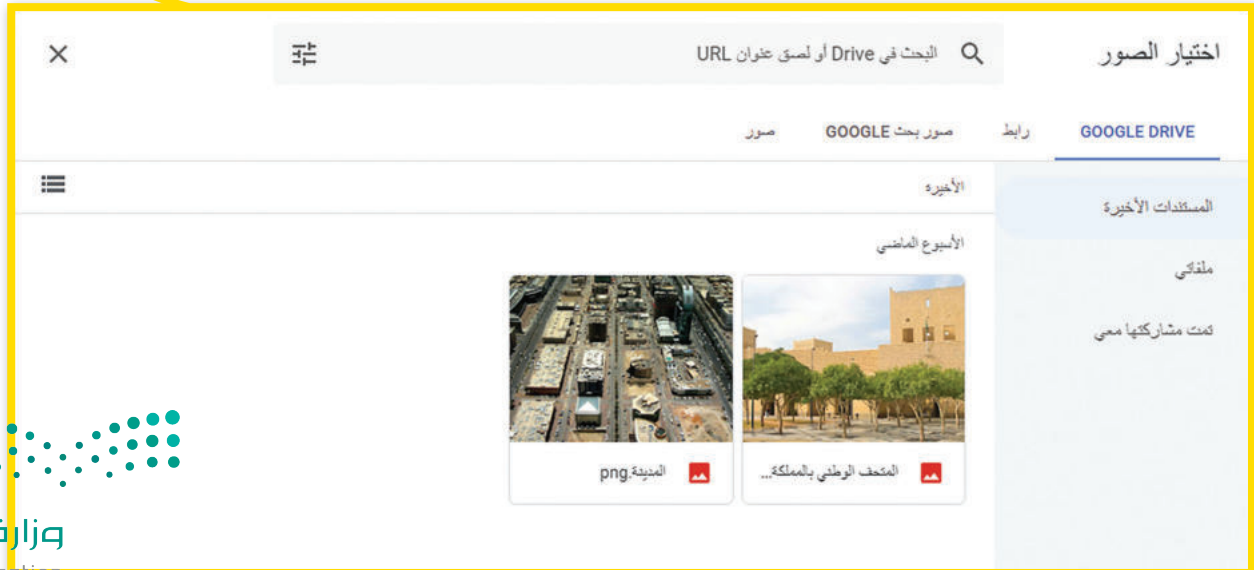 اختيار الصور
البحث في Drive أو لصق عنوان URL
GOOGLE DRIVE رابط صور بحث GOOGLE صور
المستندات الأخيرة
ملفاتي
تمت مشاركتها معي
الأخيرة
الأسبوع الماضي
المتحف الوطني بالمملكة...
المدينة.png